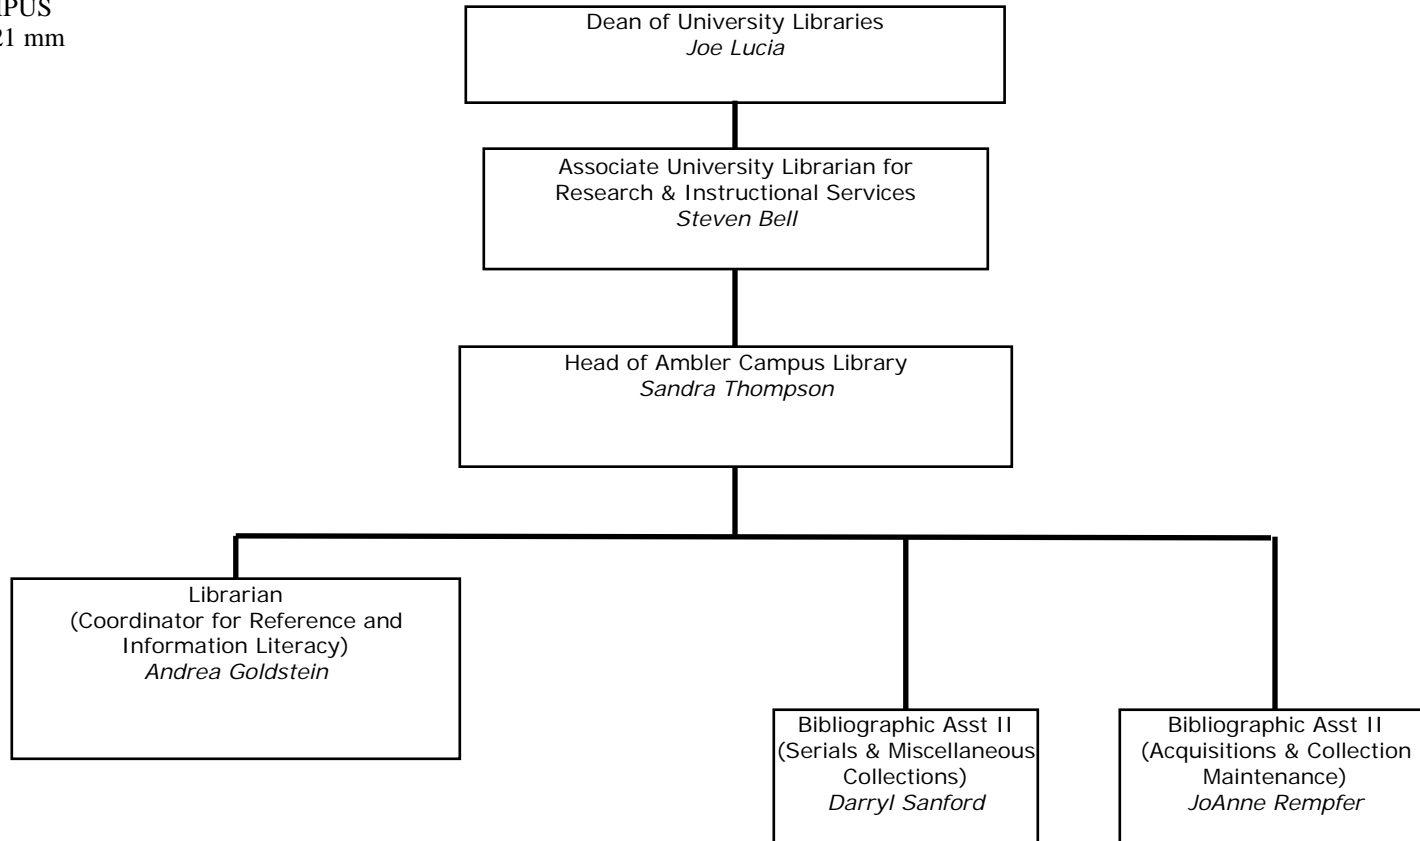 21 mm
Dean of University Libraries
Joe Lucia
Associate University Librarian for
Research & Instructional Services
Steven Bell
Head of Ambler Campus Library
Sandra Thompson
Librarian
(Coordinator for Reference and
Information Literacy)
Andrea Goldstein
Bibliographic Asst II
(Serials & Miscellaneous
Collections)
Darryl Sanford
Bibliographic Asst II
(Acquisitions & Collection
Maintenance)
JoAnne Rempfer